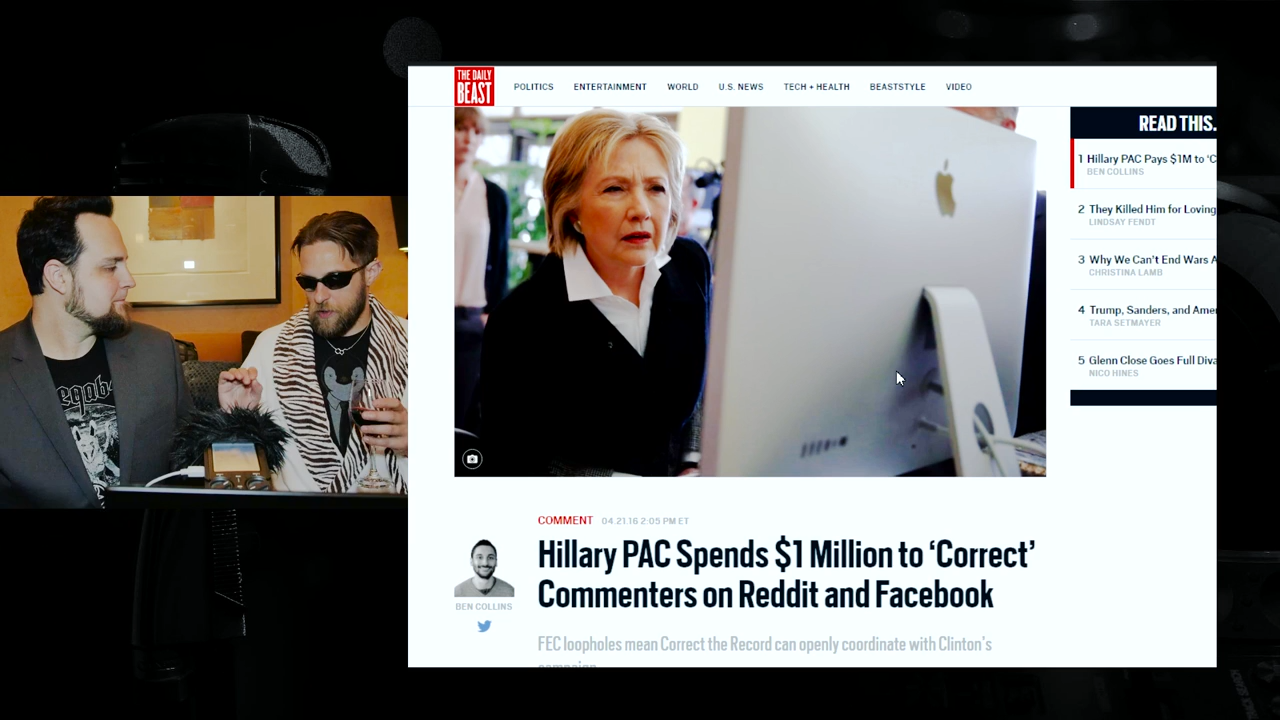 THE DAILY
BEAST
POLITICS ENTERTAINMENT WORLD U.S. NEWS TECH + HEALTH BEASTSTYLE VIDEO
READ THIS.
1 Hillary PAC Pays $1M to ‘C
BEN COLLINS
2 They Killed Him for Loving
LINDSAY FENDT
3 Why We Can't End Wars A
CHRISTINA LAMB
4 Trump, Sanders, and Amer
TARA SETMAYER
5 Glenn Close Goes Full Diva
NICO HINES
COMMENT 04.21.16 2:05 PM ET
Hillary PAC Spends $1 Million to ‘Correct’
Commenters on Reddit and Facebook
BEN COLLINS
FEC loopholes mean Correct the Record can openly coordinate with Clinton’s
campaign